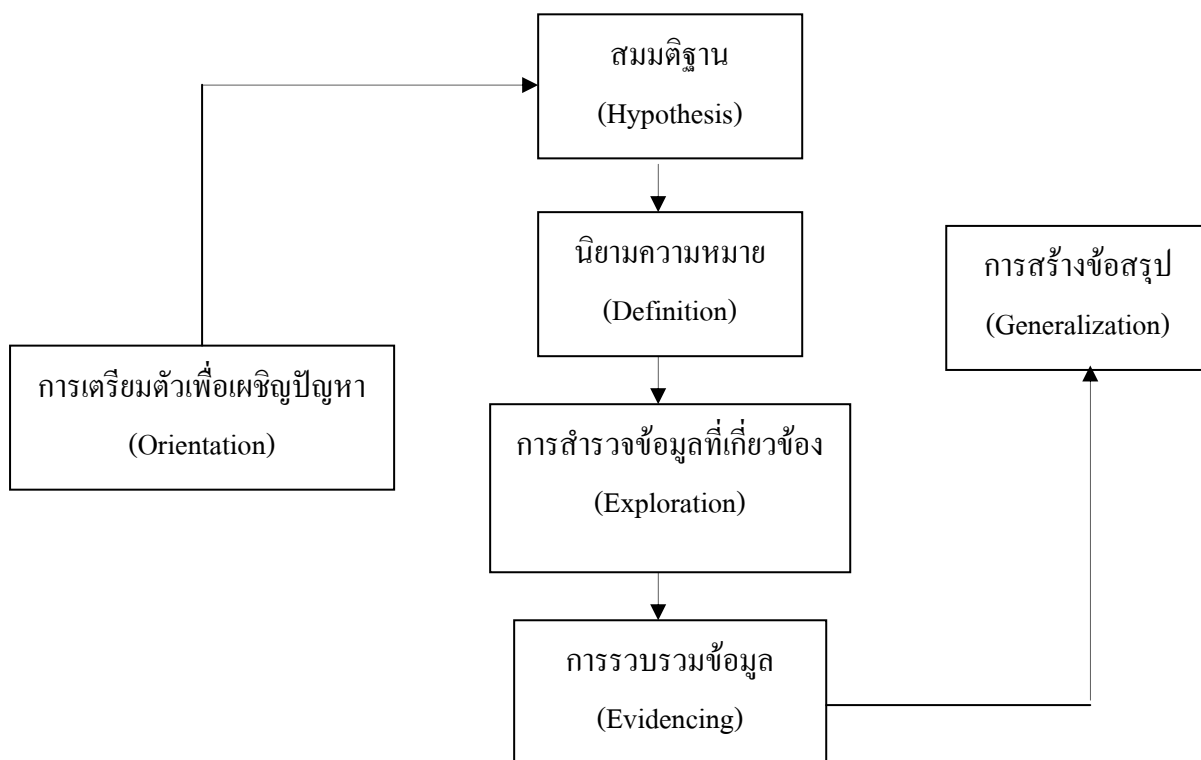 สมมติฐาน
(Hypothesis)
นิยามความหมาย
(Definition)
การสร้างข้อสรุป
(Generalization)
การเตรียมตัวเพื่อเผชิญปัญหา
(Orientation)
การสำรวจข้อมูลที่เกี่ยวข้อง
(Exploration)
การรวบรวมข้อมูล
(Evidencing)